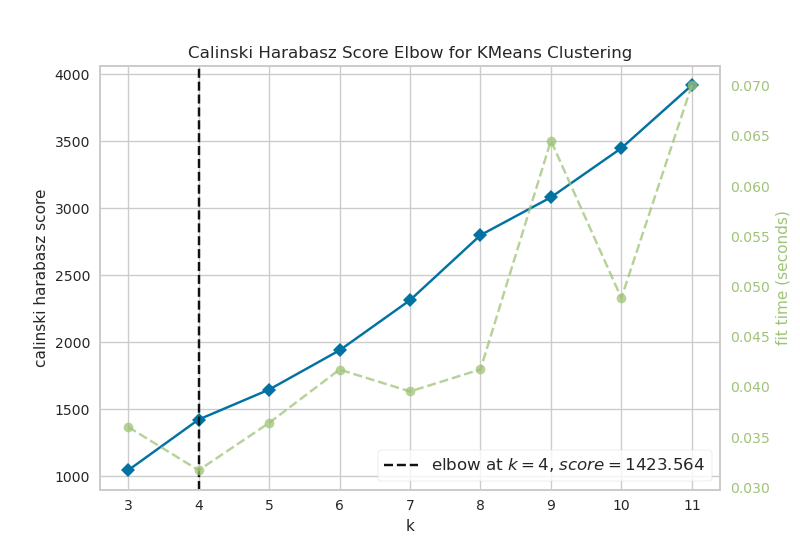 Calinski Harabasz Score Elbow for KMeans Clustering
calinski harabasz score
4000
3500
3000
2500
2000
1500
1000
0.070
0.065
0.060
0.055
0.050
0.045
0.040
0.035
0.030
fit time (seconds)
elbow at k = 4, score = 1423.564
3 4 5 6 7 8 9 10 11
k